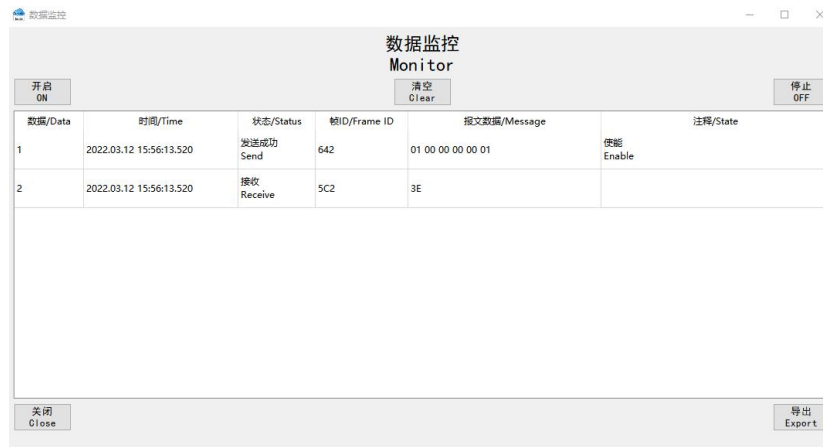 数据监控
数据监控
Monitor
开启
ON
清空
Clear
停止
OFF
数据/Data 时间/Time 状态/Status 帧ID/Frame ID 报文数据/Message 注释/State
1 2022.03.12 15:56:13.520 发送成功 Send 642 01 00 00 00 00 01 使能 Enable
2 2022.03.12 15:56:13.520 接收 Receive 5C2 3E
关闭
Close
导出
Export